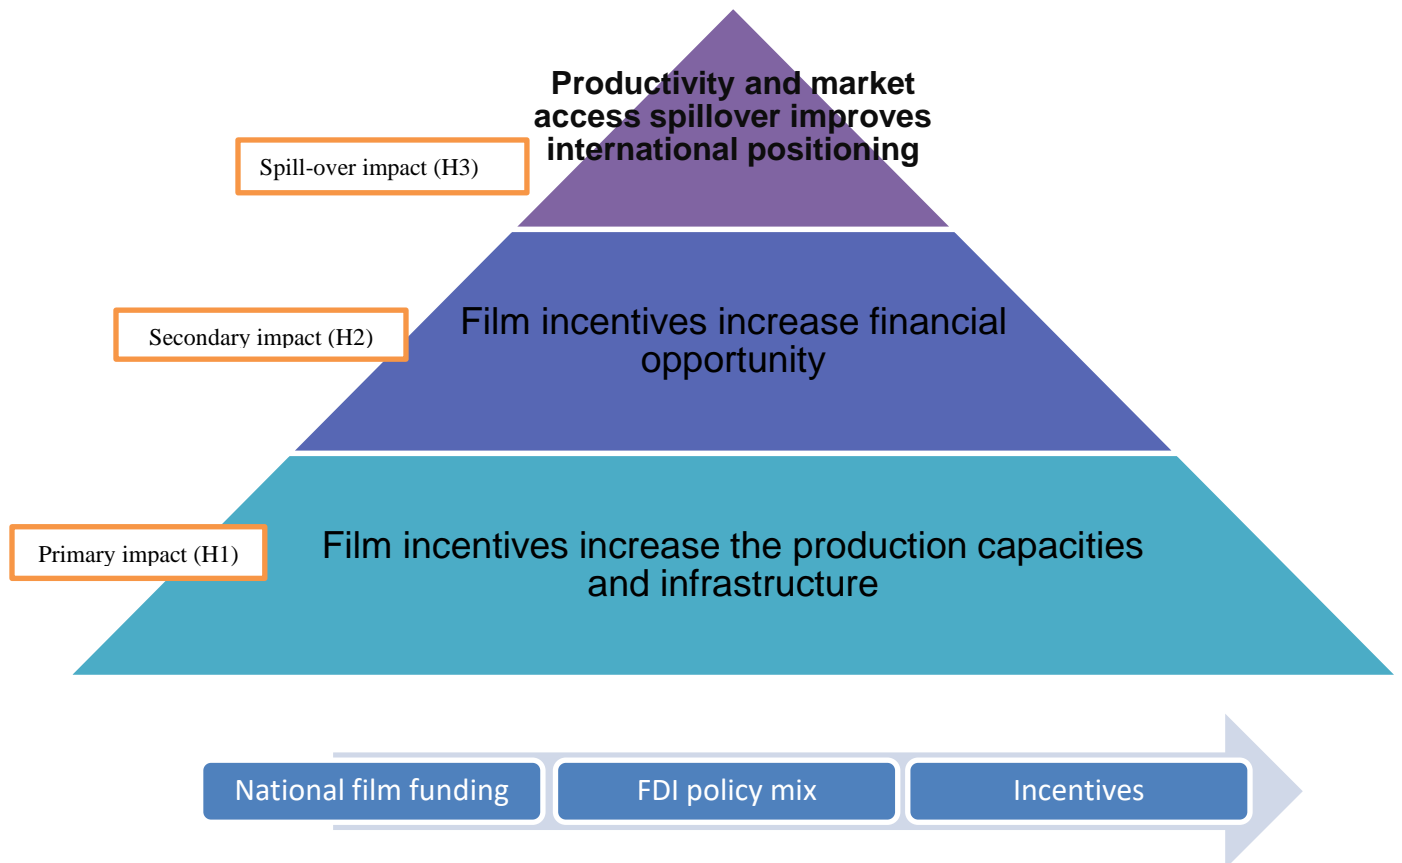 Productivity and market
access spillover improves
international positioning
Spill-over impact (H3)
Film incentives increase financial
opportunity
Secondary impact (H2)
Film incentives increase the production capacities
and infrastructure
Primary impact (H1)
National film funding
FDI policy mix
Incentives